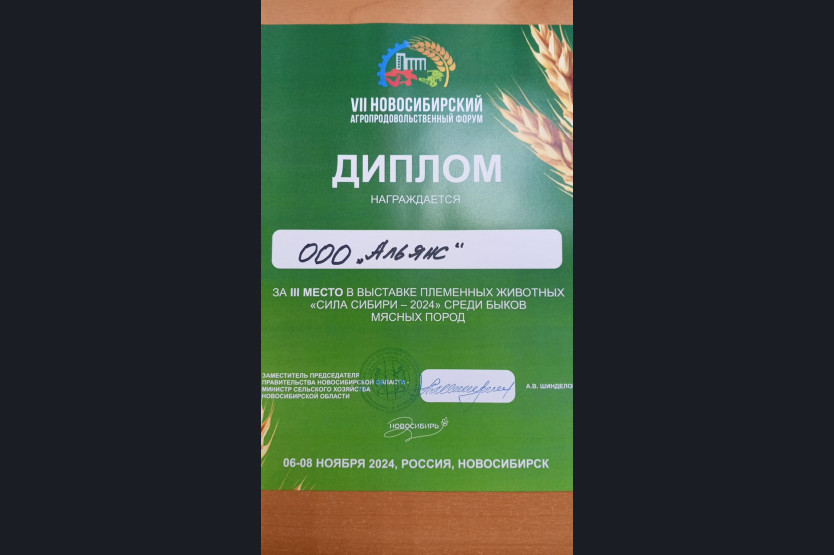 VII НОВОСИБИРСКИЙ
АГРОПРОДОВОЛЬСТВЕННЫЙ ФОРУМ
ДИПЛОМ
НАГРАЖДАЕТСЯ
ООО „Альянс“
ЗА III МЕСТО В ВЫСТАВКЕ ПЛЕМЕННЫХ ЖИВОТНЫХ
«СИЛА СИБИРИ – 2024» СРЕДИ БЫКОВ
МЯСНЫХ ПОРОД
ЗАМЕСТИТЕЛЬ ПРЕДСЕДАТЕЛЯ
ПРАВИТЕЛЬСТВА НОВОСИБИРСКОЙ ОБЛАСТИ -
МИНИСТР СЕЛЬСКОГО ХОЗЯЙСТВА
НОВОСИБИРСКОЙ ОБЛАСТИ
А.В. ШИНДЕЛО
НОВОСИБИРЬ
06-08 НОЯБРЯ 2024, РОССИЯ, НОВОСИБИРСК